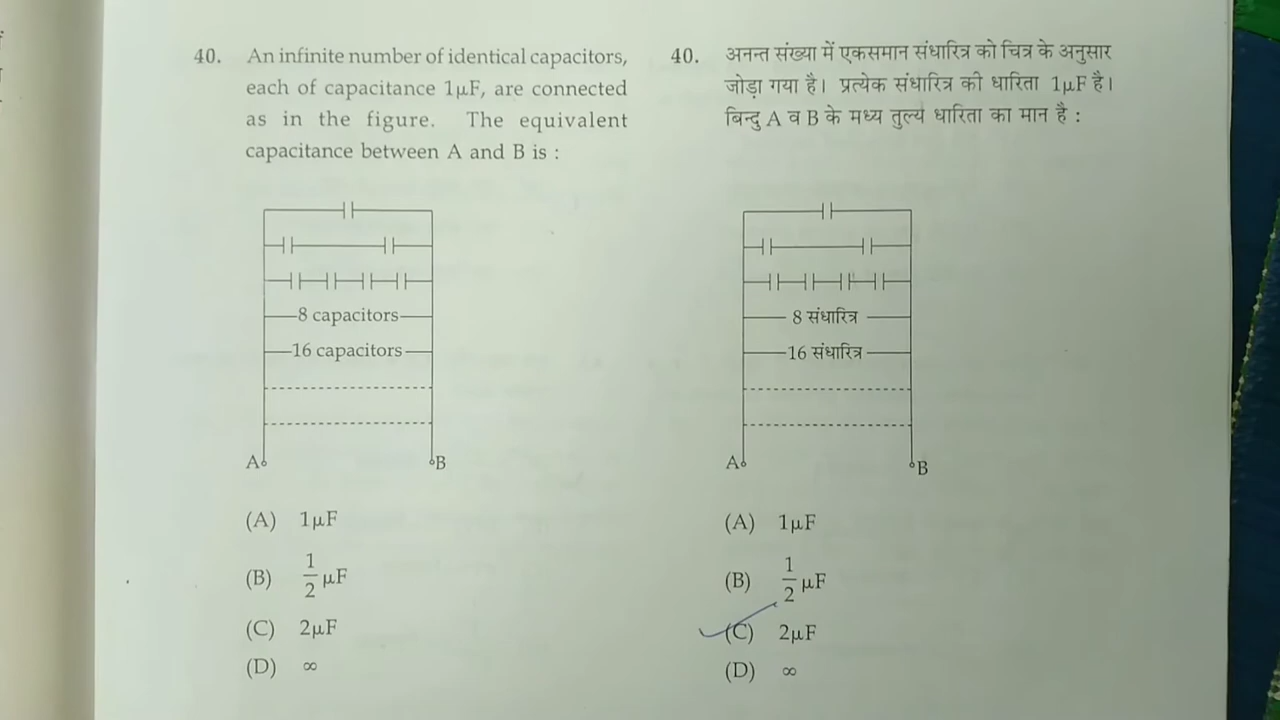 40. An infinite number of identical capacitors,
each of capacitance 1μF, are connected
as in the figure. The equivalent
capacitance between A and B is :
8 capacitors
16 capacitors
A
B
(A) 1μF
(B) 1/2 μF
(C) 2μF
(D) ∞
40. अनन्त संख्या में एकसमान संधारित्र को चित्र के अनुसार
जोड़ा गया है। प्रत्येक संधारित्र की धारिता 1μF है।
बिन्दु A व B के मध्य तुल्य धारिता का मान है :
8 संधारित्र
16 संधारित्र
A
B
(A) 1μF
(B) 1/2 μF
(C) 2μF
(D) ∞